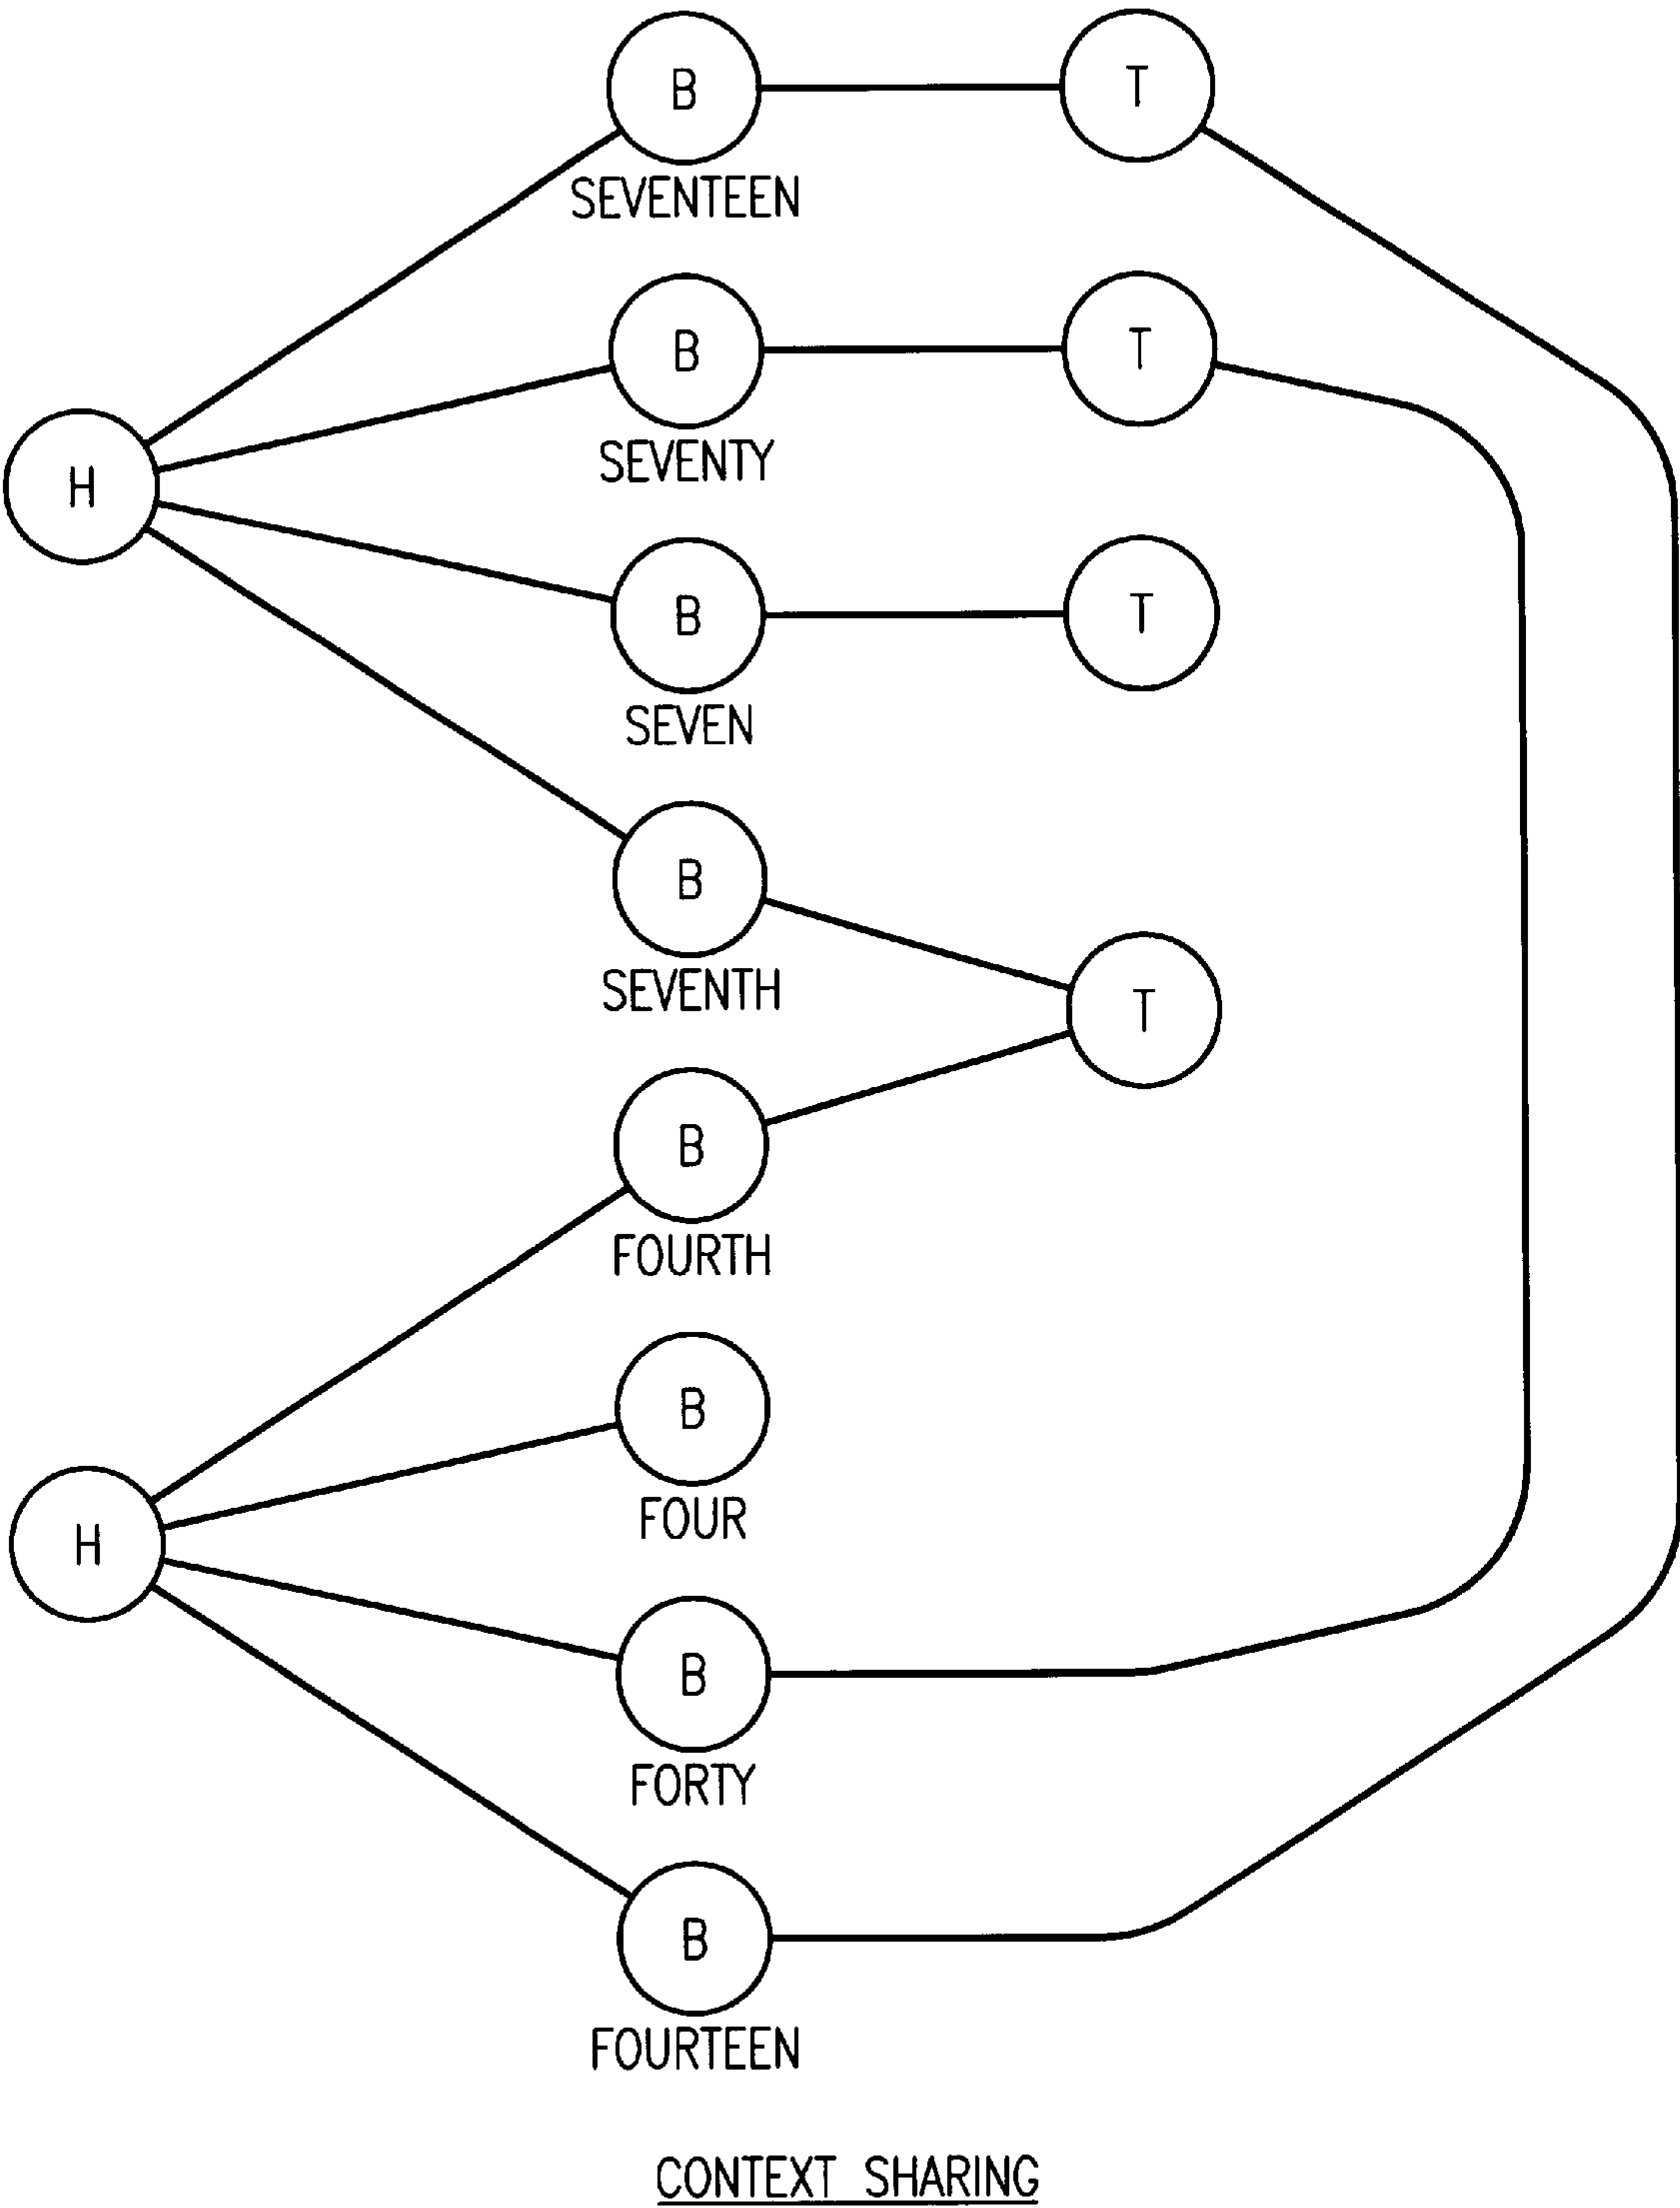 B T
SEVENTEEN
B T
SEVENTY
H
B T
SEVEN
B
SEVENTH
T
B
FOURTH
B
FOUR
H
B
FORTY
B
FOURTEEN
CONTEXT SHARING